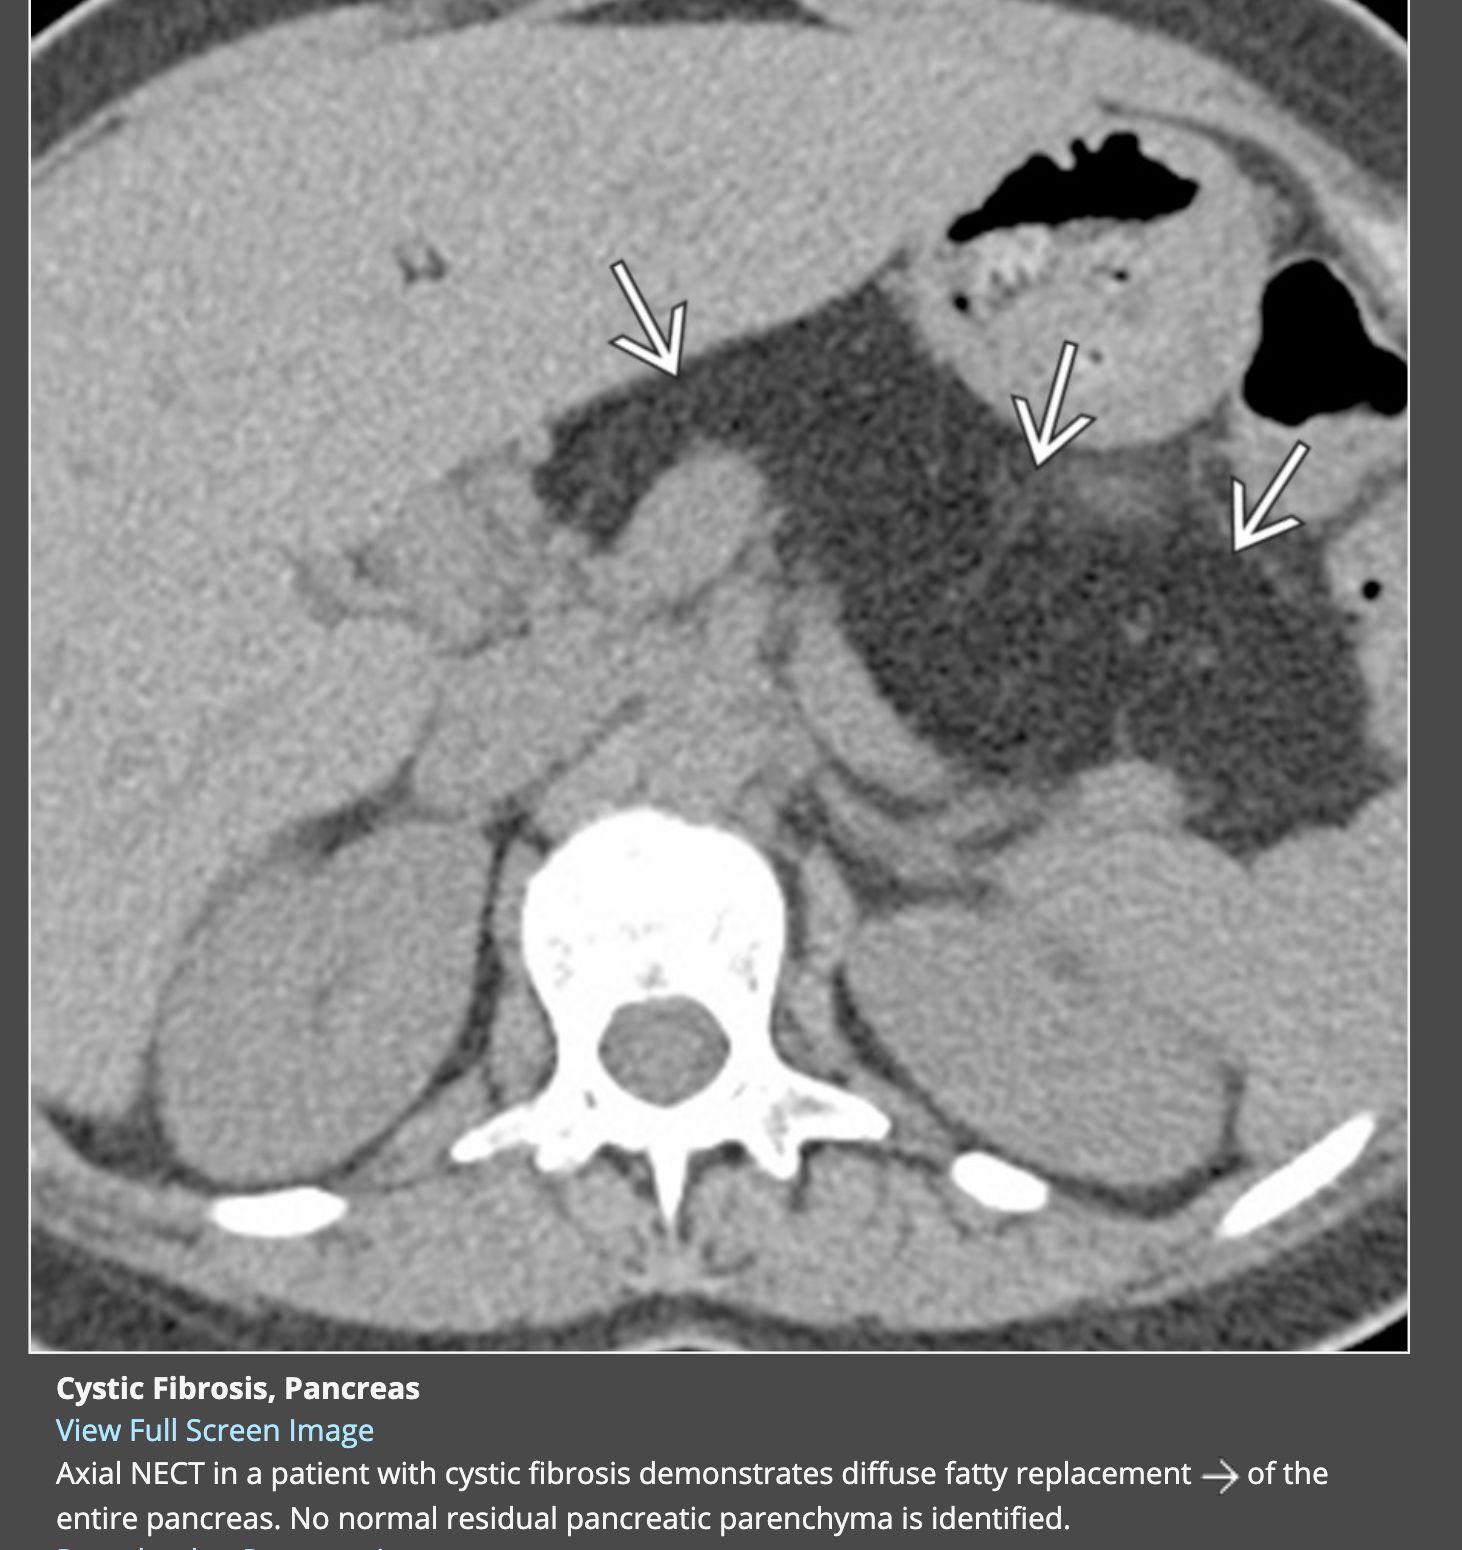 Cystic Fibrosis, Pancreas
View Full Screen Image
Axial NECT in a patient with cystic fibrosis demonstrates diffuse fatty replacement → of the
entire pancreas. No normal residual pancreatic parenchyma is identified.